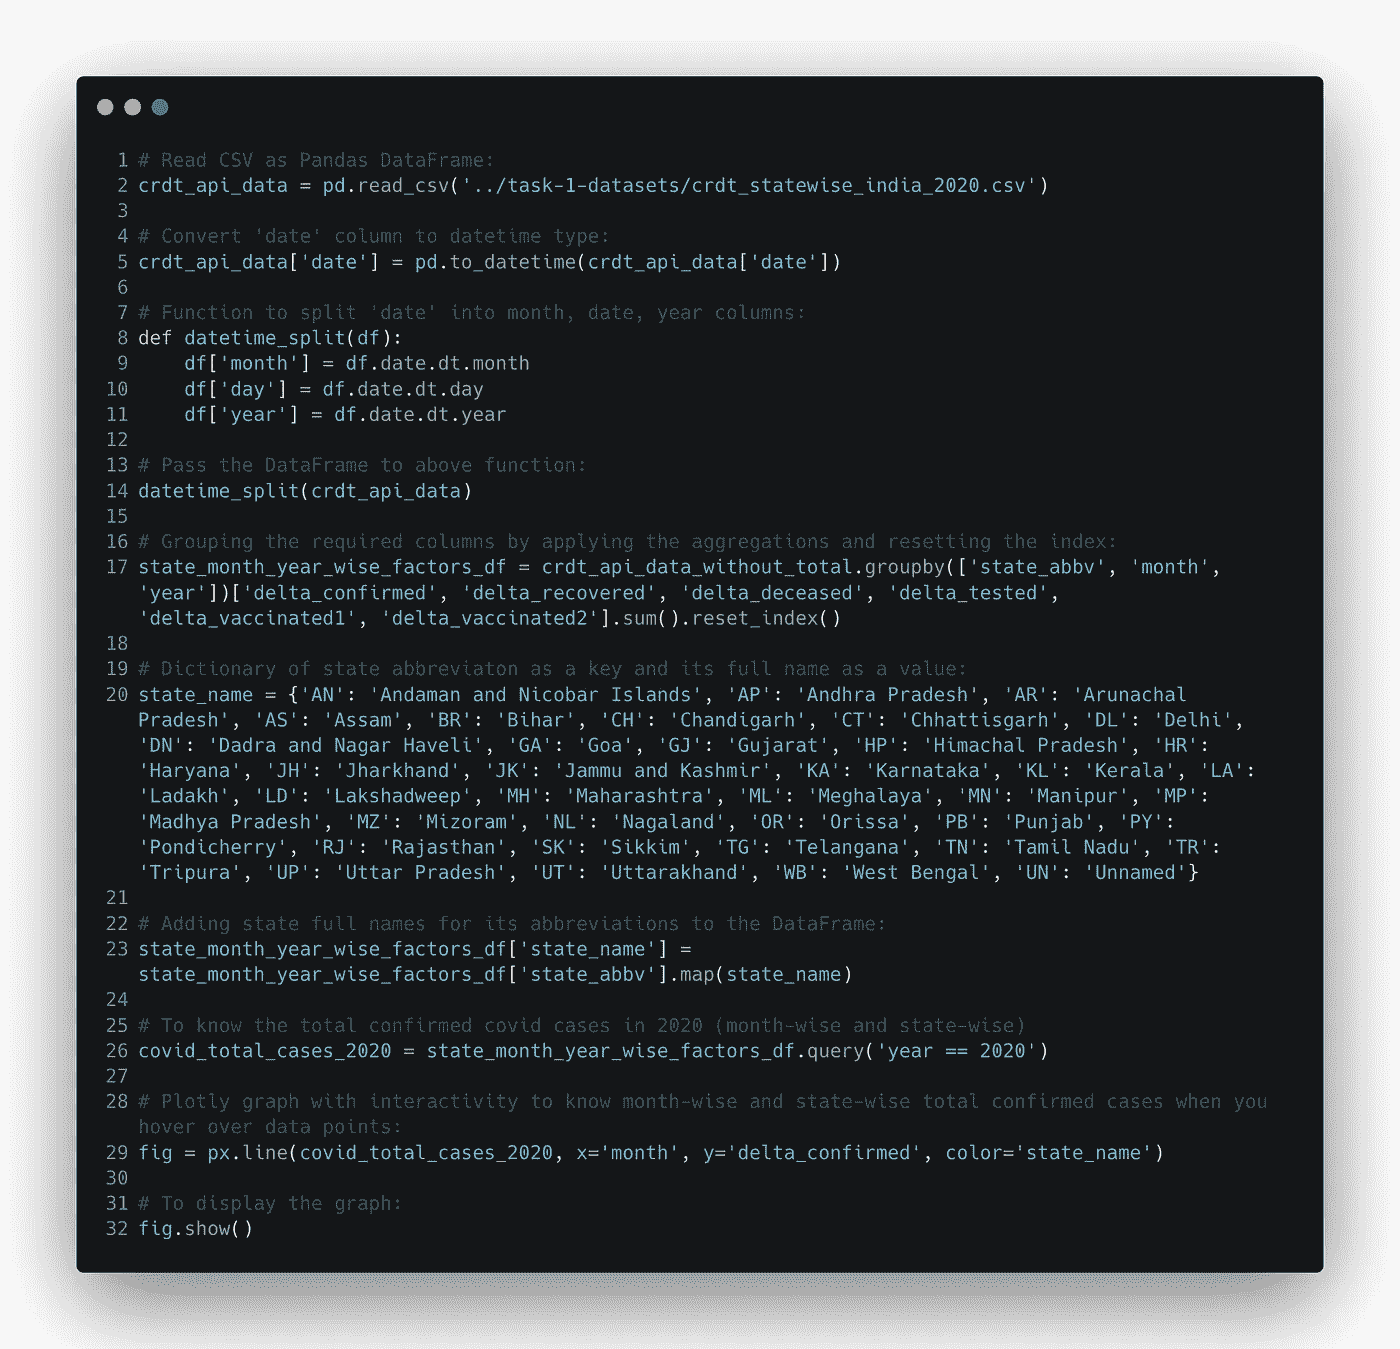 1 # Read CSV as Pandas DataFrame:
2 crdt_api_data = pd.read_csv('../task-1-datasets/crdt_statewise_india_2020.csv')
3
4 # Convert 'date' column to datetime type:
5 crdt_api_data['date'] = pd.to_datetime(crdt_api_data['date'])
6
7 # Function to split 'date' into month, date, year columns:
8 def datetime_split(df):
9     df['month'] = df.date.dt.month
10     df['day'] = df.date.dt.day
11     df['year'] = df.date.dt.year
12
13 # Pass the DataFrame to above function:
14 datetime_split(crdt_api_data)
15
16 # Grouping the required columns by applying the aggregations and resetting the index:
17 state_month_year_wise_factors_df = crdt_api_data_without_total.groupby(['state_abbv', 'month',
'year'])['delta_confirmed', 'delta_recovered', 'delta_deceased', 'delta_tested',
'delta_vaccinated1', 'delta_vaccinated2'].sum().reset_index()
18
19 # Dictionary of state abbreviaton as a key and its full name as a value:
20 state_name = {'AN': 'Andaman and Nicobar Islands', 'AP': 'Andhra Pradesh', 'AR': 'Arunachal
Pradesh', 'AS': 'Assam', 'BR': 'Bihar', 'CH': 'Chandigarh', 'CT': 'Chhattisgarh', 'DL': 'Delhi',
'DN': 'Dadra and Nagar Haveli', 'GA': 'Goa', 'GJ': 'Gujarat', 'HP': 'Himachal Pradesh', 'HR':
'Haryana', 'JH': 'Jharkhand', 'JK': 'Jammu and Kashmir', 'KA': 'Karnataka', 'KL': 'Kerala', 'LA':
'Ladakh', 'LD': 'Lakshadweep', 'MH': 'Maharashtra', 'ML': 'Meghalaya', 'MN': 'Manipur', 'MP':
'Madhya Pradesh', 'MZ': 'Mizoram', 'NL': 'Nagaland', 'OR': 'Orissa', 'PB': 'Punjab', 'PY':
'Pondicherry', 'RJ': 'Rajasthan', 'SK': 'Sikkim', 'TG': 'Telangana', 'TN': 'Tamil Nadu', 'TR':
'Tripura', 'UP': 'Uttar Pradesh', 'UT': 'Uttarakhand', 'WB': 'West Bengal', 'UN': 'Unnamed'}
21
22 # Adding state full names for its abbreviations to the DataFrame:
23 state_month_year_wise_factors_df['state_name'] =
state_month_year_wise_factors_df['state_abbv'].map(state_name)
24
25 # To know the total confirmed covid cases in 2020 (month-wise and state-wise)
26 covid_total_cases_2020 = state_month_year_wise_factors_df.query('year == 2020')
27
28 # Plotly graph with interactivity to know month-wise and state-wise total confirmed cases when you
hover over data points:
29 fig = px.line(covid_total_cases_2020, x='month', y='delta_confirmed', color='state_name')
30
31 # To display the graph:
32 fig.show()